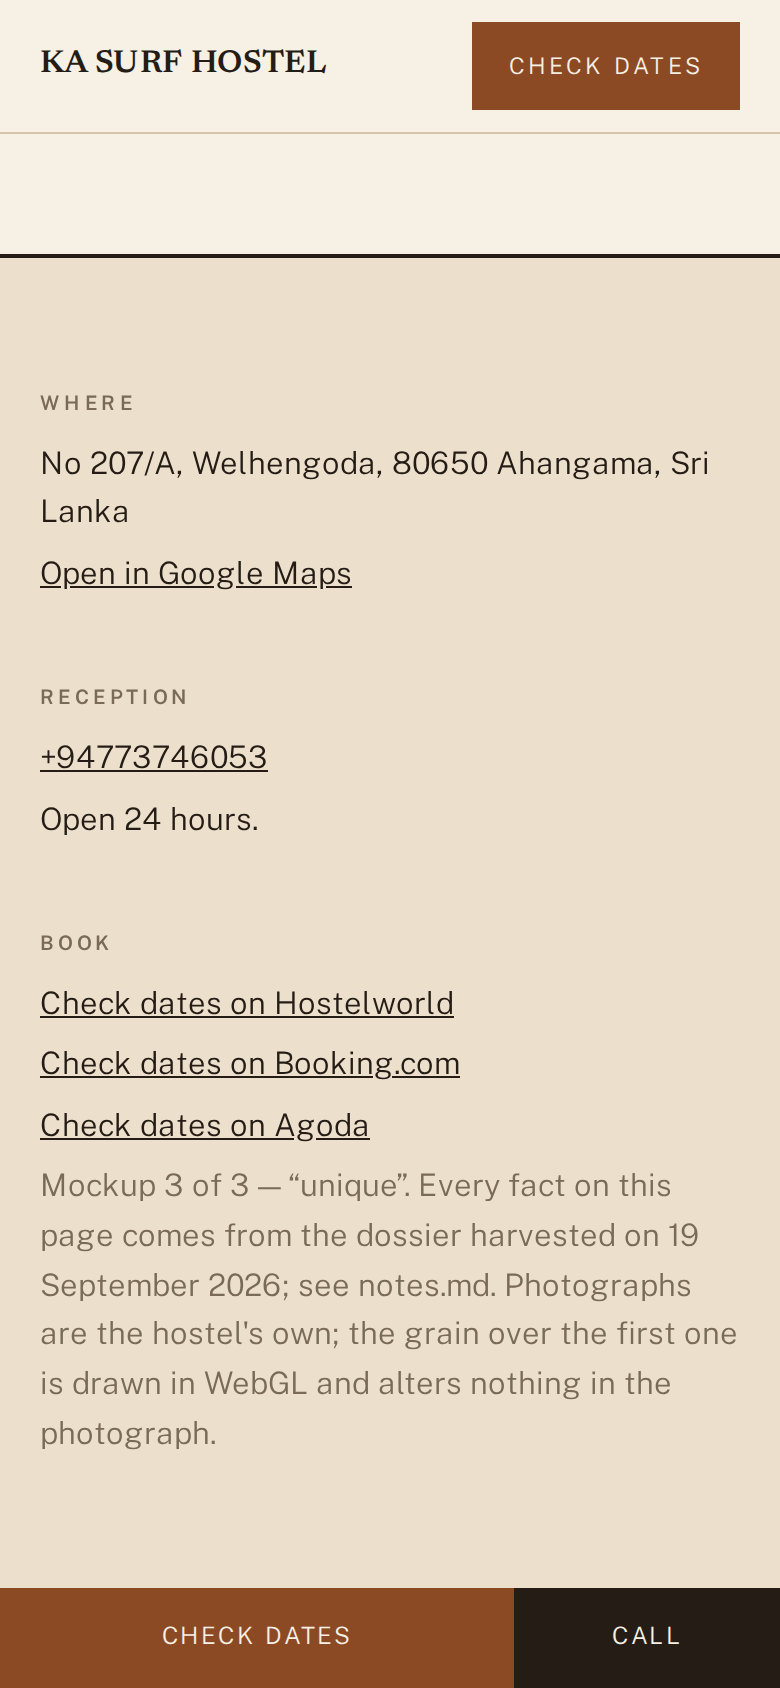 KA SURF HOSTEL
CHECK DATES
WHERE
No 207/A, Welhengoda, 80650 Ahangama, Sri
Lanka
Open in Google Maps
RECEPTION
+94773746053
Open 24 hours.
BOOK
Check dates on Hostelworld
Check dates on Booking.com
Check dates on Agoda
Mockup 3 of 3 — “unique”. Every fact on this
page comes from the dossier harvested on 19
September 2026; see notes.md. Photographs
are the hostel's own; the grain over the first one
is drawn in WebGL and alters nothing in the
photograph.
CHECK DATES
CALL